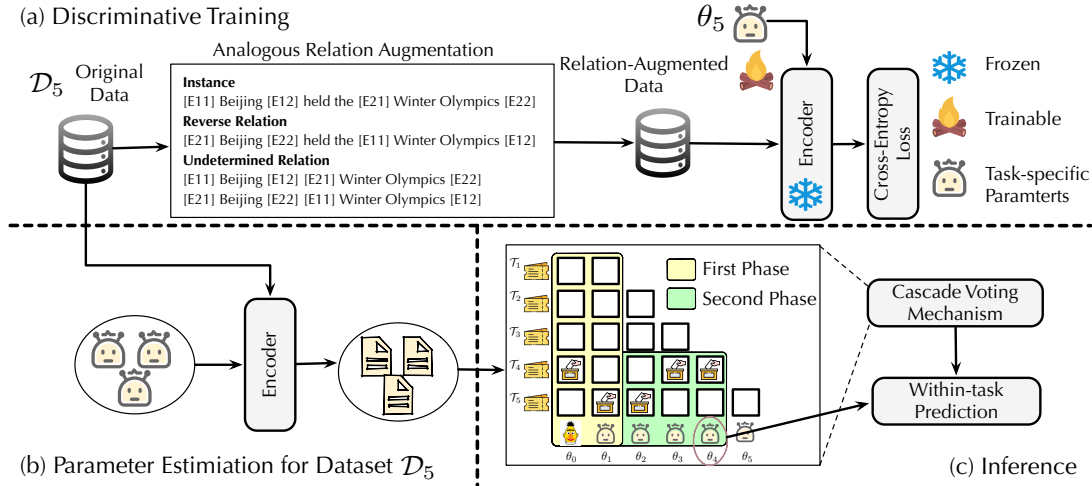 (a) Discriminative Training
𝒟5 Original
Data
Analogous Relation Augmentation
Instance
[E11] Beijing [E12] held the [E21] Winter Olympics [E22]
Reverse Relation
[E21] Beijing [E22] held the [E11] Winter Olympics [E12]
Undetermined Relation
[E11] Beijing [E12] [E21] Winter Olympics [E22]
[E21] Beijing [E22] [E11] Winter Olympics [E12]
Relation-Augmented
Data
θ5
Encoder
Cross-Entropy
Loss
Frozen
Trainable
Task-specific
Paramterts
Encoder
(b) Parameter Estimiation for Dataset 𝒟5
𝒯1
𝒯2
𝒯3
𝒯4
𝒯5
First Phase
Second Phase
θ0 θ1 θ2 θ3 θ4 θ5
Cascade Voting
Mechanism
Within-task
Prediction
(c) Inference